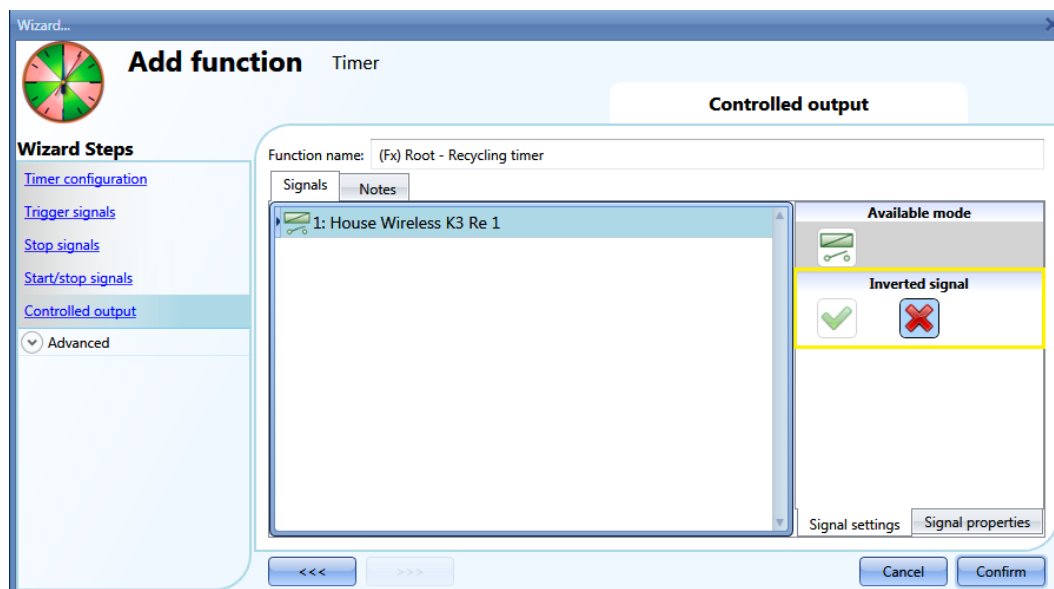 Wizard...
Add function Timer
Controlled output
Wizard Steps
Timer configuration
Trigger signals
Stop signals
Start/stop signals
Controlled output
Advanced
Function name: (Fx) Root - Recycling timer
Signals Notes
1: House Wireless K3 Re 1
Available mode
Inverted signal
Signal settings Signal properties
<<< >>> Cancel Confirm